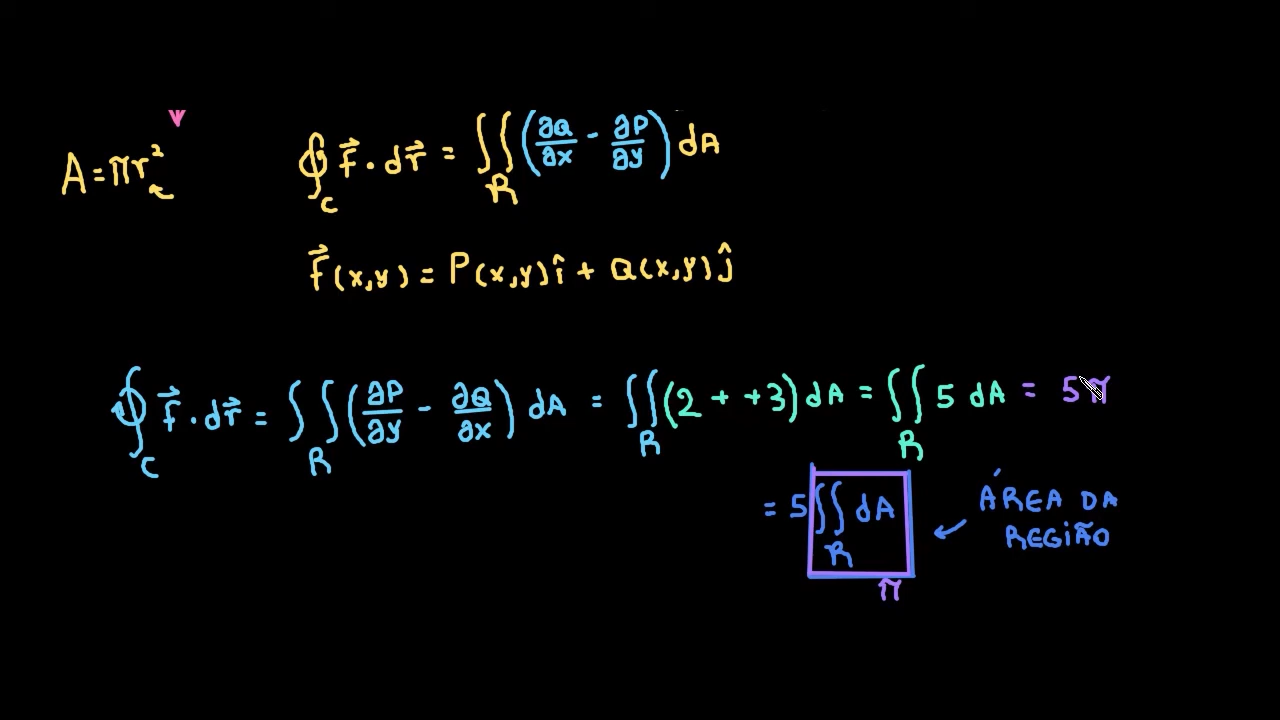 A = πr²
∮_C F⃗ · dr⃗ = ∬_R (∂Q/∂x - ∂P/∂y) dA
F⃗(x,y) = P(x,y)î + Q(x,y)ĵ
∮_C F⃗ · dr⃗ = ∬_R (∂P/∂y - ∂Q/∂x) dA = ∬_R (2 + +3) dA = ∬_R 5 dA = 5π
= 5 ∬_R dA
π
ÁREA DA
REGIÃO